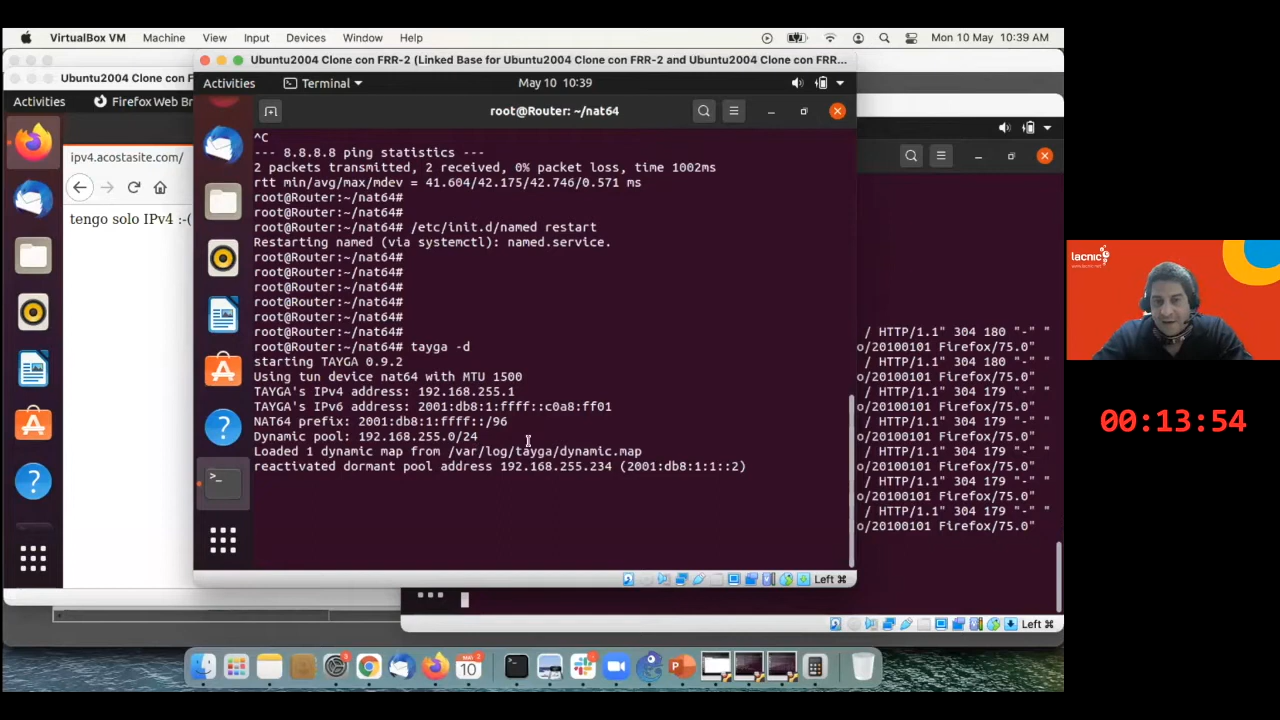 VirtualBox VM Machine View Input Devices Window Help Mon 10 May 10:39 AM
Ubuntu2004 Clone con FRR-2 (Linked Base for Ubuntu2004 Clone con FRR-2 and Ubuntu2004 Clone con FRR...
Ubuntu2004 Clone con F
Activities Terminal May 10 10:39
Activities Firefox Web Br
root@Router: ~/nat64
ipv4.acostasite.com/
tengo solo IPv4 :-(
^C
--- 8.8.8.8 ping statistics ---
2 packets transmitted, 2 received, 0% packet loss, time 1002ms
rtt min/avg/max/mdev = 41.604/42.175/42.746/0.571 ms
root@Router:~/nat64#
root@Router:~/nat64#
root@Router:~/nat64# /etc/init.d/named restart
Restarting named (via systemctl): named.service.
root@Router:~/nat64#
root@Router:~/nat64#
root@Router:~/nat64#
root@Router:~/nat64#
root@Router:~/nat64#
root@Router:~/nat64#
root@Router:~/nat64# tayga -d
starting TAYGA 0.9.2
Using tun device nat64 with MTU 1500
TAYGA's IPv4 address: 192.168.255.1
TAYGA's IPv6 address: 2001:db8:1:ffff::c0a8:ff01
NAT64 prefix: 2001:db8:1:ffff::/96
Dynamic pool: 192.168.255.0/24
Loaded 1 dynamic map from /var/log/tayga/dynamic.map
reactivated dormant pool address 192.168.255.234 (2001:db8:1:1::2)
/ HTTP/1.1" 304 180 "-" "
o/20100101 Firefox/75.0"
/ HTTP/1.1" 304 180 "-" "
o/20100101 Firefox/75.0"
/ HTTP/1.1" 304 179 "-" "
o/20100101 Firefox/75.0"
/ HTTP/1.1" 304 179 "-" "
o/20100101 Firefox/75.0"
/ HTTP/1.1" 304 179 "-" "
o/20100101 Firefox/75.0"
/ HTTP/1.1" 304 179 "-" "
o/20100101 Firefox/75.0"
/ HTTP/1.1" 304 179 "-" "
o/20100101 Firefox/75.0"
Left ⌘
Left ⌘
MAY
10
lacnic
00:13:54